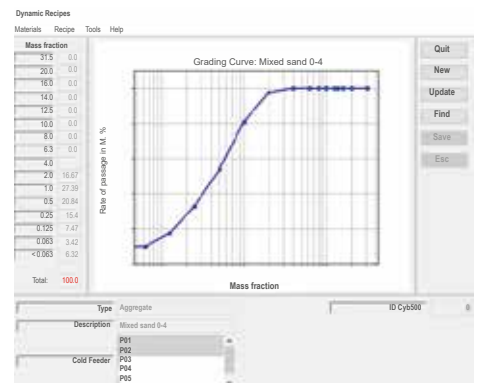 Dynamic Recipes
Materials Recipe Tools Help
Mass fraction
31.5 0.0
20.0 0.0
16.0 0.0
14.0 0.0
12.5 0.0
10.0 0.0
8.0 0.0
6.3 0.0
4.0
2.0 16.67
1.0 27.39
0.5 20.84
0.25 15.4
0.125 7.47
0.063 3.42
<0.063 6.32
Total: 100.0
Grading Curve: Mixed sand 0-4
Rate of passage in M. %
Mass fraction
Quit
New
Update
Find
Save
Esc
Type Aggregate
ID Cyb500 0
Description Mixed sand 0-4
Cold Feeder
P01
P02
P03
P04
P05